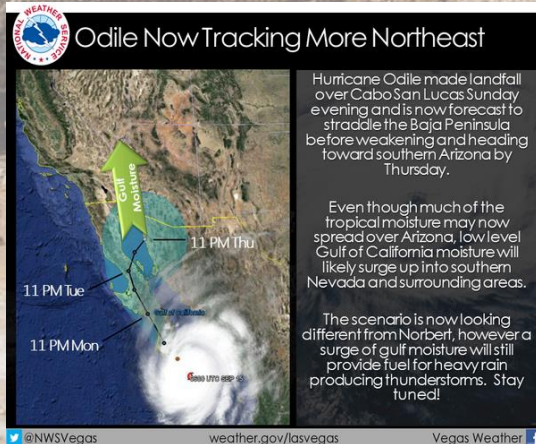 NATIONAL WEATHER SERVICE
Odile Now Tracking More Northeast
Hurricane Odile made landfall
over Cabo San Lucas Sunday
evening and is now forecast to
straddle the Baja Peninsula
before weakening and heading
toward southern Arizona by
Thursday.
Even though much of the
tropical moisture may now
spread over Arizona, low level
Gulf of California moisture will
likely surge up into southern
Nevada and surrounding areas.
The scenario is now looking
different from Norbert, however a
surge of gulf moisture will still
provide fuel for heavy rain
producing thunderstorms. Stay
tuned!
Gulf
Moisture
11 PM Thu
11 PM Tue
Gulf of California
11 PM Mon
UTC SEP 15
@NWSVegas
weather.gov/lasvegas
Vegas Weather